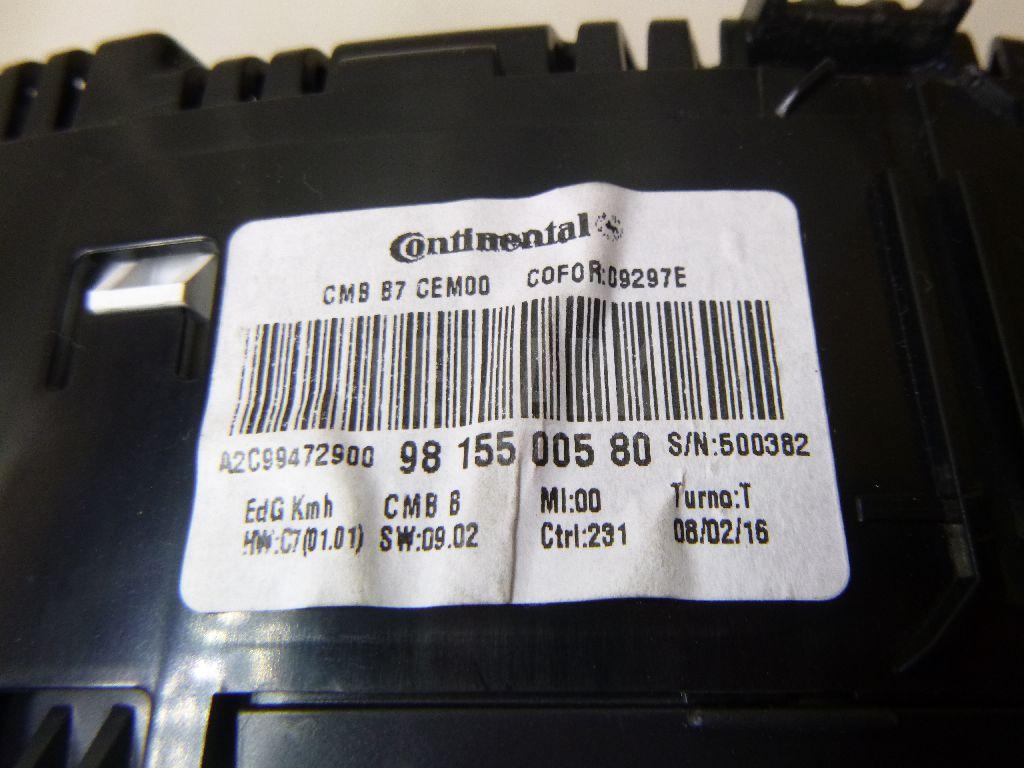 Continental
CMB B7 CEM00 COFOR:09297E
A2C99472900 98 155 005 80 S/N:500382
EdG Kmh CMB B MI:00 Turno:T
HW:C7(01.01) SW:09.02 Ctrl:231 08/02/16